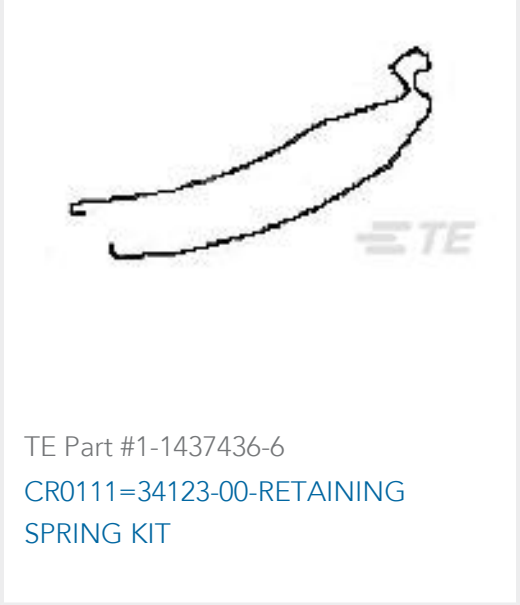 TE
TE Part #1-1437436-6
CR0111=34123-00-RETAINING
SPRING KIT